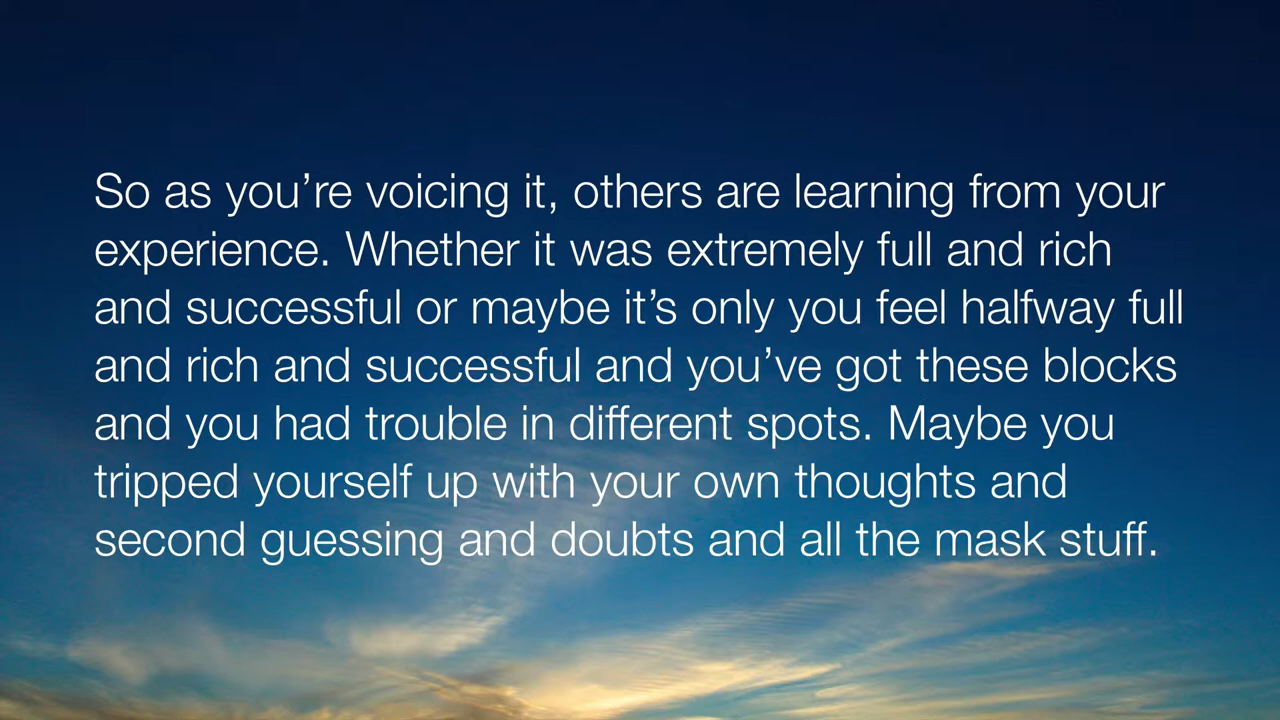 So as you’re voicing it, others are learning from your
experience. Whether it was extremely full and rich
and successful or maybe it’s only you feel halfway full
and rich and successful and you’ve got these blocks
and you had trouble in different spots. Maybe you
tripped yourself up with your own thoughts and
second guessing and doubts and all the mask stuff.